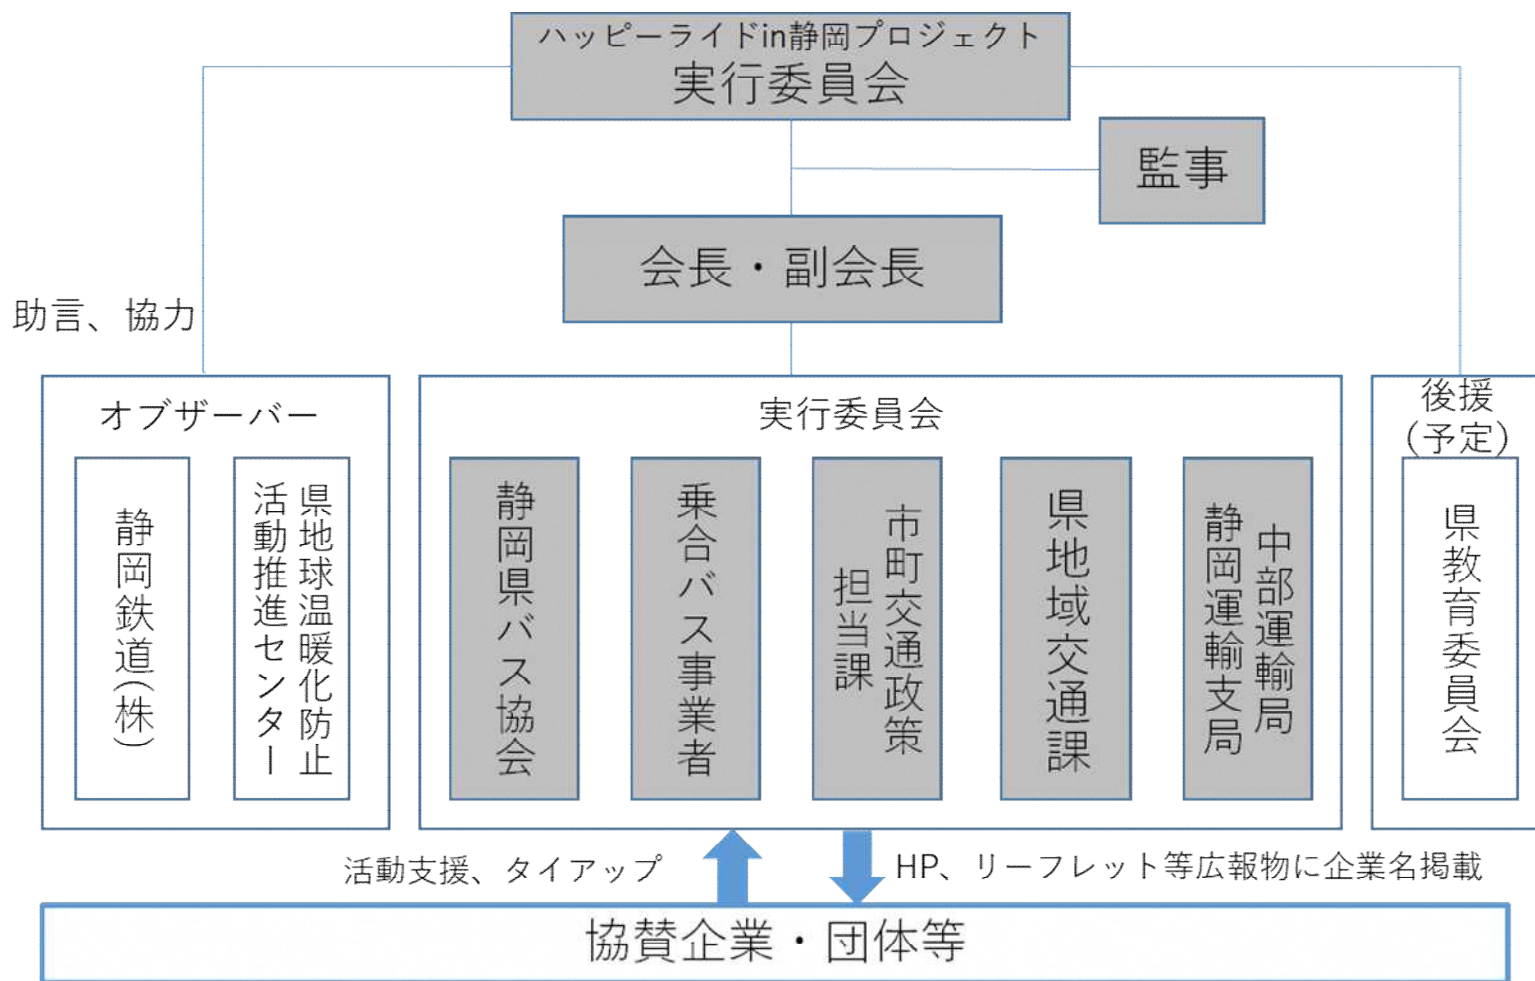 ハッピーライドin静岡プロジェクト
実行委員会
監事
会長・副会長
助言、協力
オブザーバー
静岡鉄道(株)
県地球温暖化防止
活動推進センター
実行委員会
静岡県バス協会
乗合バス事業者
市町交通政策
担当課
県地域交通課
中部運輸局
静岡運輸支局
後援
(予定)
県教育委員会
活動支援、タイアップ
HP、リーフレット等広報物に企業名掲載
協賛企業・団体等